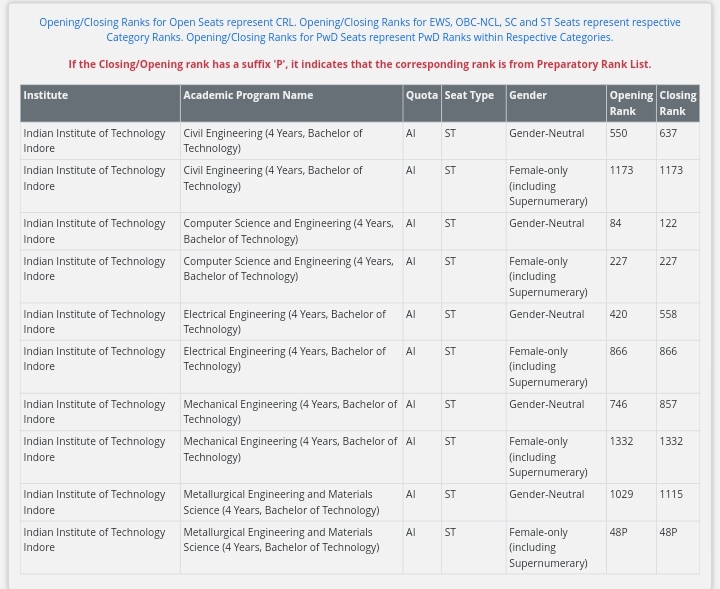 Opening/Closing Ranks for Open Seats represent CRL. Opening/Closing Ranks for EWS, OBC-NCL, SC and ST Seats represent respective
Category Ranks. Opening/Closing Ranks for PwD Seats represent PwD Ranks within Respective Categories.
If the Closing/Opening rank has a suffix 'P', it indicates that the corresponding rank is from Preparatory Rank List.
Institute Academic Program Name Quota Seat Type Gender Opening Closing
Rank Rank
Indian Institute of Technology Civil Engineering (4 Years, Bachelor of AI ST Gender-Neutral 550 637
Indore Technology)
Indian Institute of Technology Civil Engineering (4 Years, Bachelor of AI ST Female-only 1173 1173
Indore Technology) (including
Supernumerary)
Indian Institute of Technology Computer Science and Engineering (4 Years, AI ST Gender-Neutral 84 122
Indore Bachelor of Technology)
Indian Institute of Technology Computer Science and Engineering (4 Years, AI ST Female-only 227 227
Indore Bachelor of Technology) (including
Supernumerary)
Indian Institute of Technology Electrical Engineering (4 Years, Bachelor of AI ST Gender-Neutral 420 558
Indore Technology)
Indian Institute of Technology Electrical Engineering (4 Years, Bachelor of AI ST Female-only 866 866
Indore Technology) (including
Supernumerary)
Indian Institute of Technology Mechanical Engineering (4 Years, Bachelor of AI ST Gender-Neutral 746 857
Indore Technology)
Indian Institute of Technology Mechanical Engineering (4 Years, Bachelor of AI ST Female-only 1332 1332
Indore Technology) (including
Supernumerary)
Indian Institute of Technology Metallurgical Engineering and Materials AI ST Gender-Neutral 1029 1115
Indore Science (4 Years, Bachelor of Technology)
Indian Institute of Technology Metallurgical Engineering and Materials AI ST Female-only 48P 48P
Indore Science (4 Years, Bachelor of Technology) (including
Supernumerary)